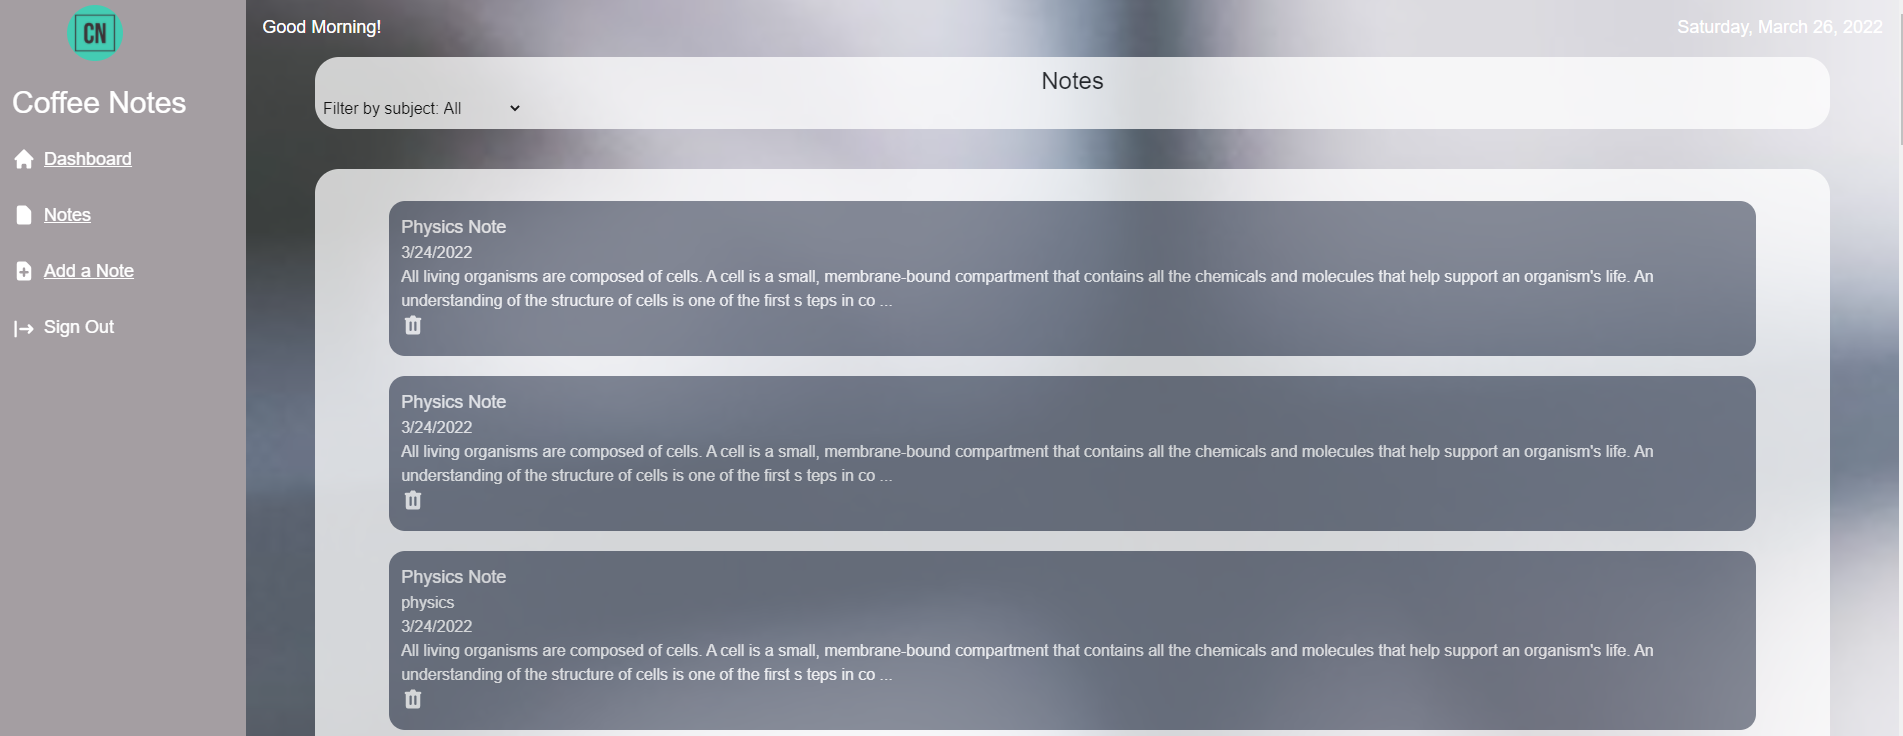 CN
Coffee Notes
Dashboard
Notes
Add a Note
Sign Out
Good Morning!
Saturday, March 26, 2022
Notes
Filter by subject: All
Physics Note
3/24/2022
All living organisms are composed of cells. A cell is a small, membrane-bound compartment that contains all the chemicals and molecules that help support an organism's life. An
understanding of the structure of cells is one of the first s teps in co ...
Physics Note
3/24/2022
All living organisms are composed of cells. A cell is a small, membrane-bound compartment that contains all the chemicals and molecules that help support an organism's life. An
understanding of the structure of cells is one of the first s teps in co ...
Physics Note
physics
3/24/2022
All living organisms are composed of cells. A cell is a small, membrane-bound compartment that contains all the chemicals and molecules that help support an organism's life. An
understanding of the structure of cells is one of the first s teps in co ...